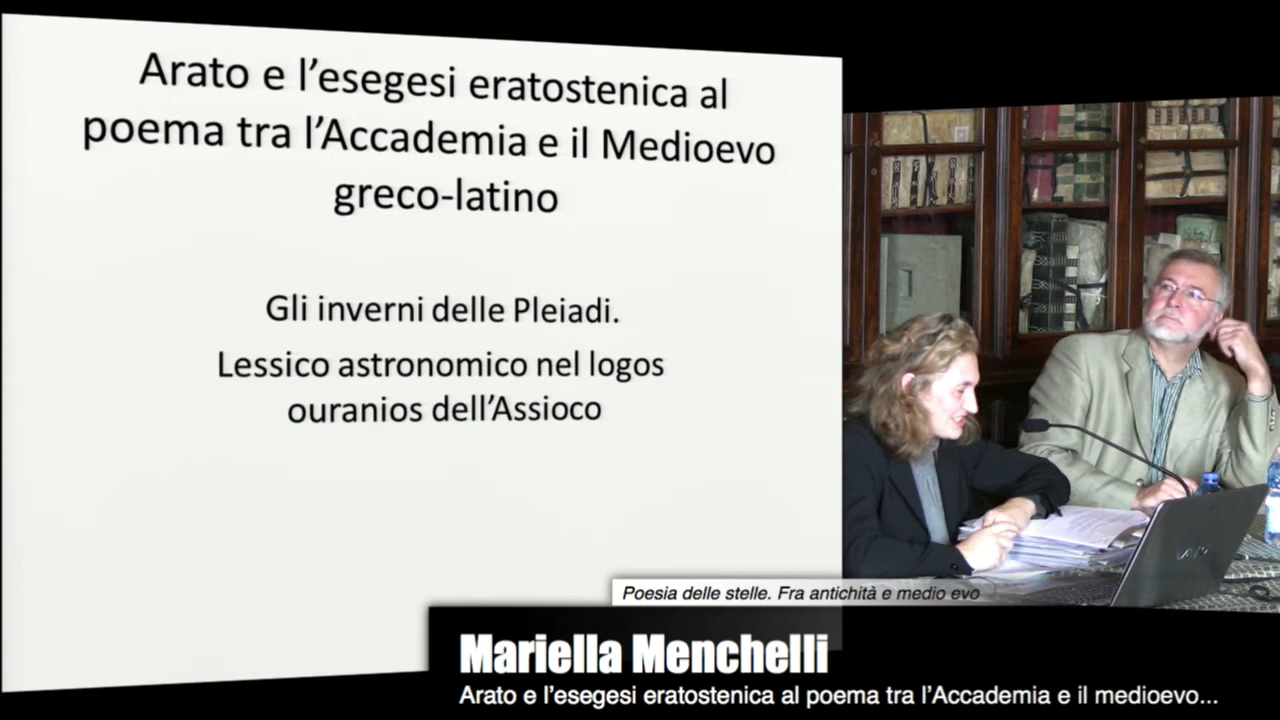 Arato e l’esegesi eratostenica al
poema tra l’Accademia e il Medioevo
greco-latino
Gli inverni delle Pleiadi.
Lessico astronomico nel logos
ouranios dell’Assioco
Poesia delle stelle. Fra antichità e medio evo
Mariella Menchelli
Arato e l’esegesi eratostenica al poema tra l’Accademia e il medioevo...
VAIO